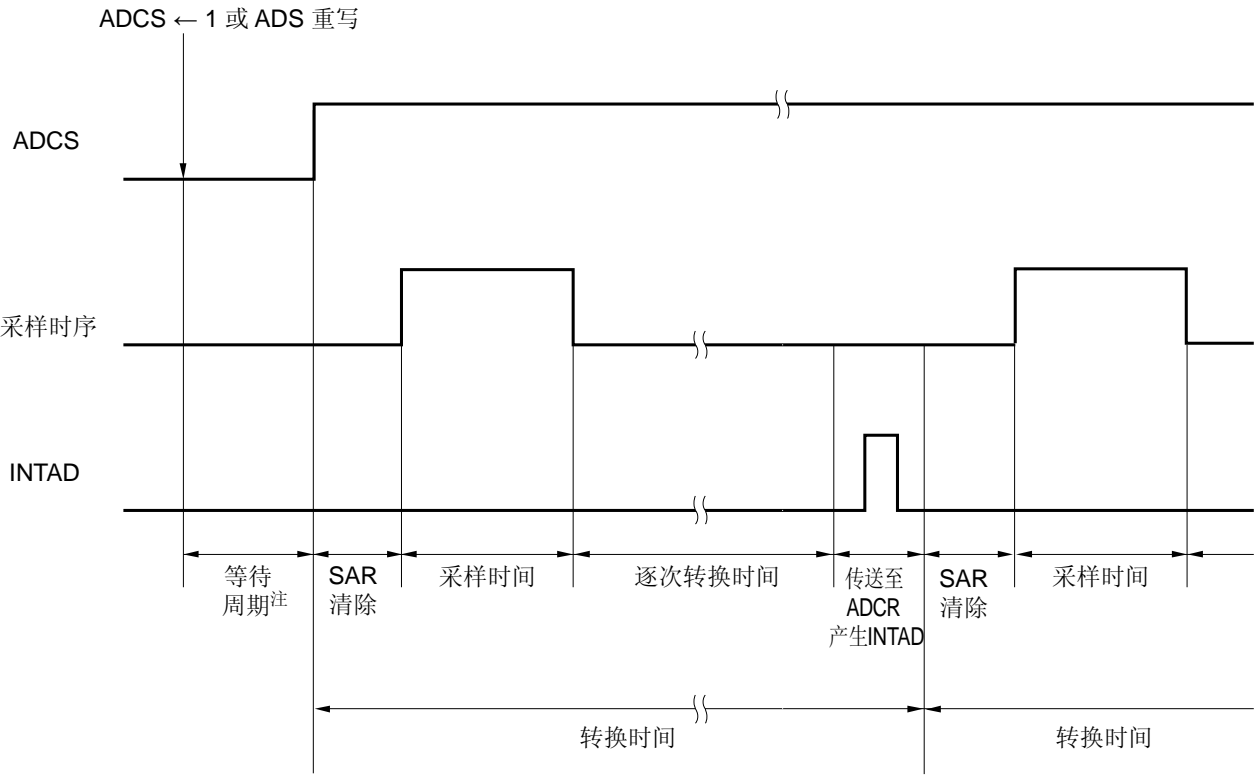 ADCS ← 1 或 ADS 重写
ADCS
采样时序
INTAD
等待
周期注
SAR
清除
采样时间
逐次转换时间
传送至
ADCR
产生INTAD
SAR
清除
采样时间
转换时间
转换时间